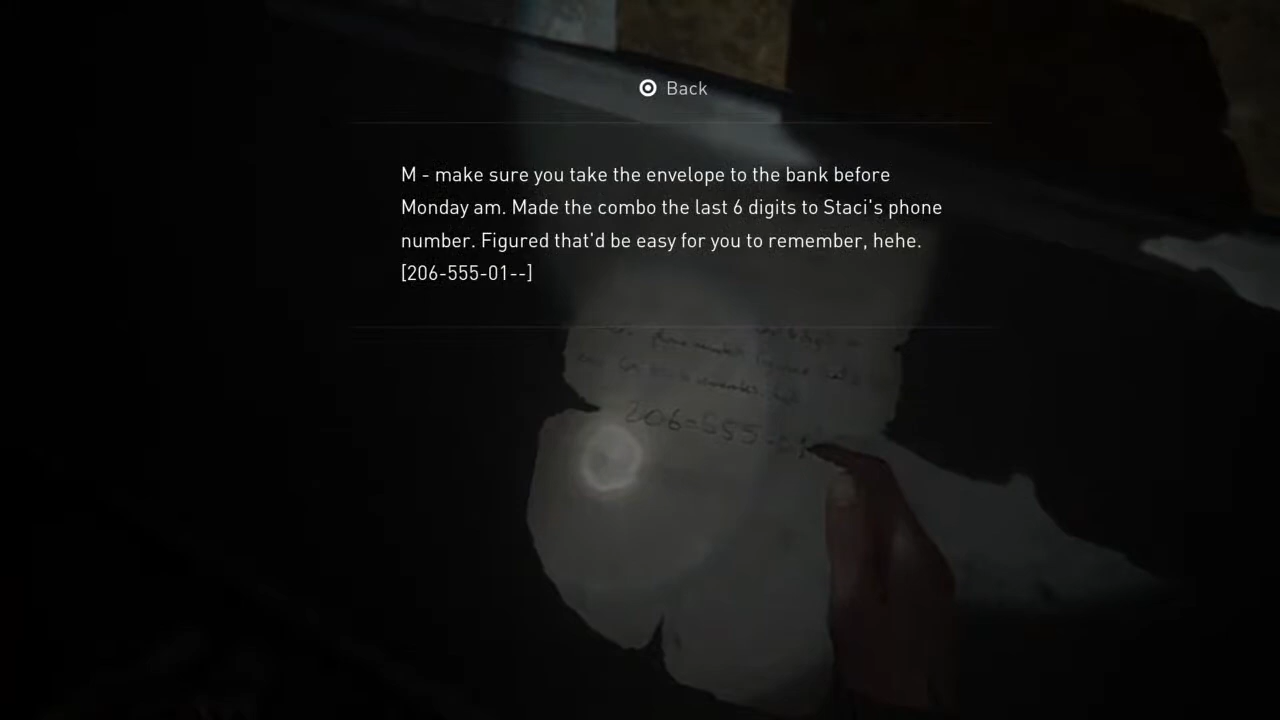 Back
M - make sure you take the envelope to the bank before
Monday am. Made the combo the last 6 digits to Staci's phone
number. Figured that'd be easy for you to remember, hehe.
[206-555-01--]
206-555-01